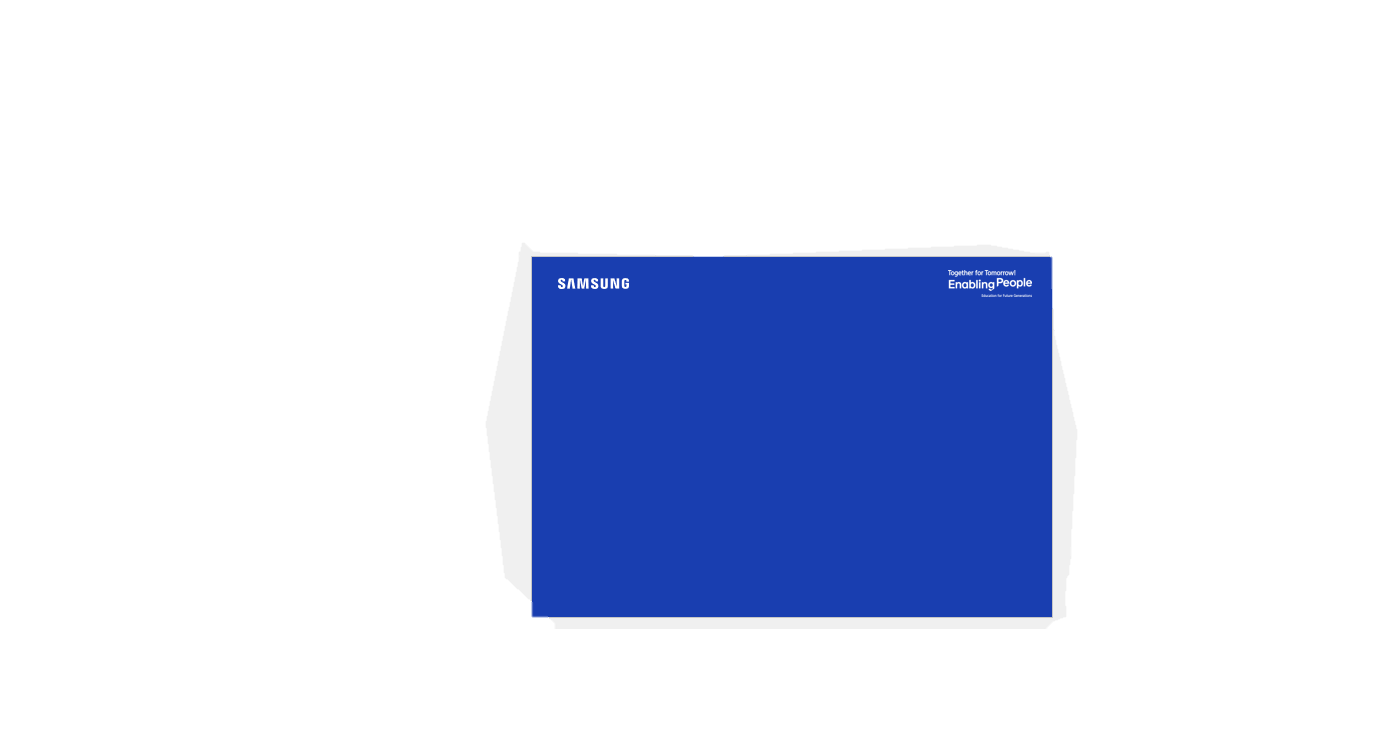 SAMSUNG
Together for Tomorrow!
Enabling People
Education for Future Generations